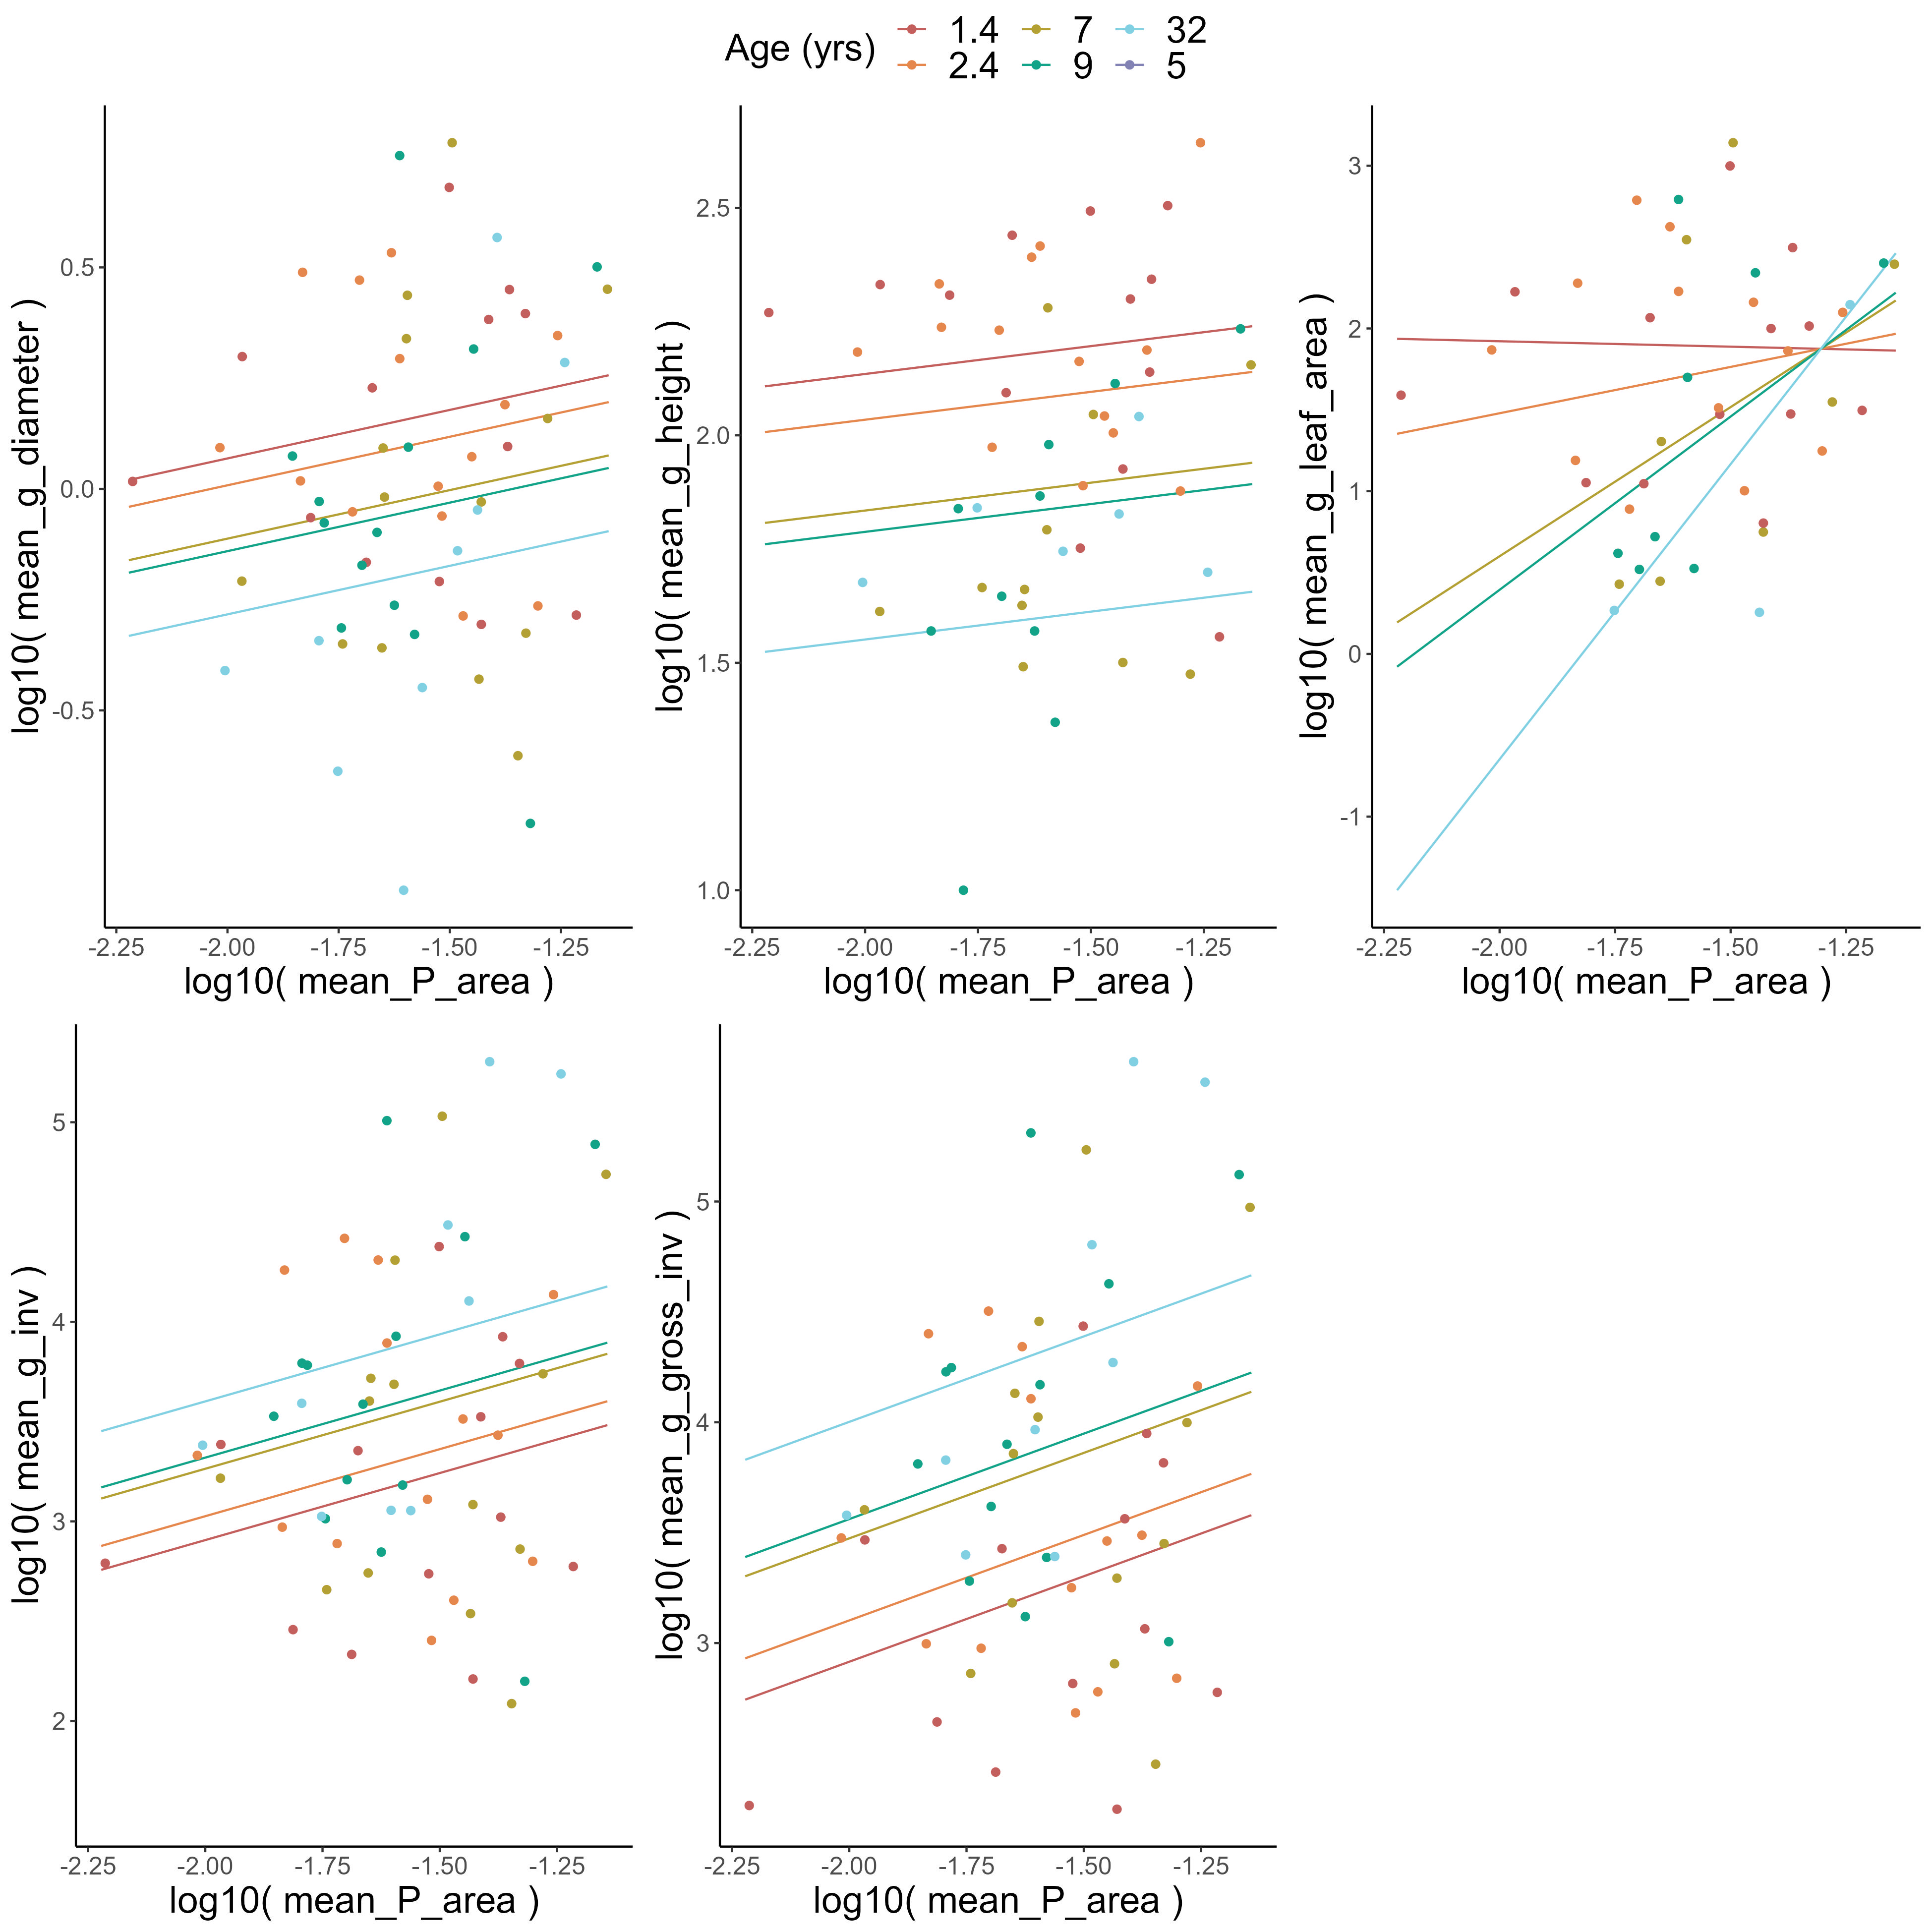 Age (yrs) 1.4 7 32
2.4 9 5
log10( mean_g_diameter )
0.5
0.0
-0.5
-2.25 -2.00 -1.75 -1.50 -1.25
log10( mean_P_area )
log10( mean_g_height )
2.5
2.0
1.5
1.0
-2.25 -2.00 -1.75 -1.50 -1.25
log10( mean_P_area )
log10( mean_g_leaf_area )
3
2
1
0
-1
-2.25 -2.00 -1.75 -1.50 -1.25
log10( mean_P_area )
log10( mean_g_inv )
5
4
3
2
-2.25 -2.00 -1.75 -1.50 -1.25
log10( mean_P_area )
log10( mean_g_gross_inv )
5
4
3
-2.25 -2.00 -1.75 -1.50 -1.25
log10( mean_P_area )